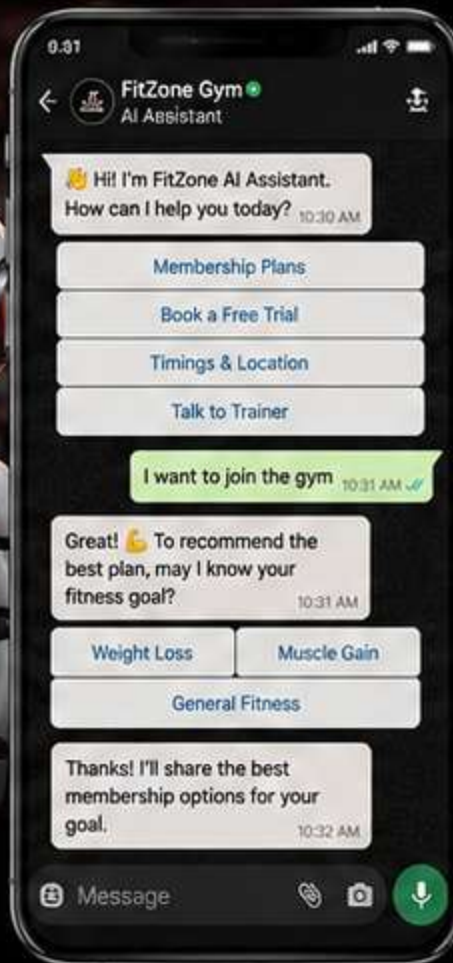 9:31
FitZone Gym
AI Assistant
👋 Hi! I'm FitZone AI Assistant.
How can I help you today? 10:30 AM
Membership Plans
Book a Free Trial
Timings & Location
Talk to Trainer
I want to join the gym 10:31 AM
Great! 💪 To recommend the
best plan, may I know your
fitness goal? 10:31 AM
Weight Loss Muscle Gain
General Fitness
Thanks! I'll share the best
membership options for your
goal. 10:32 AM
Message